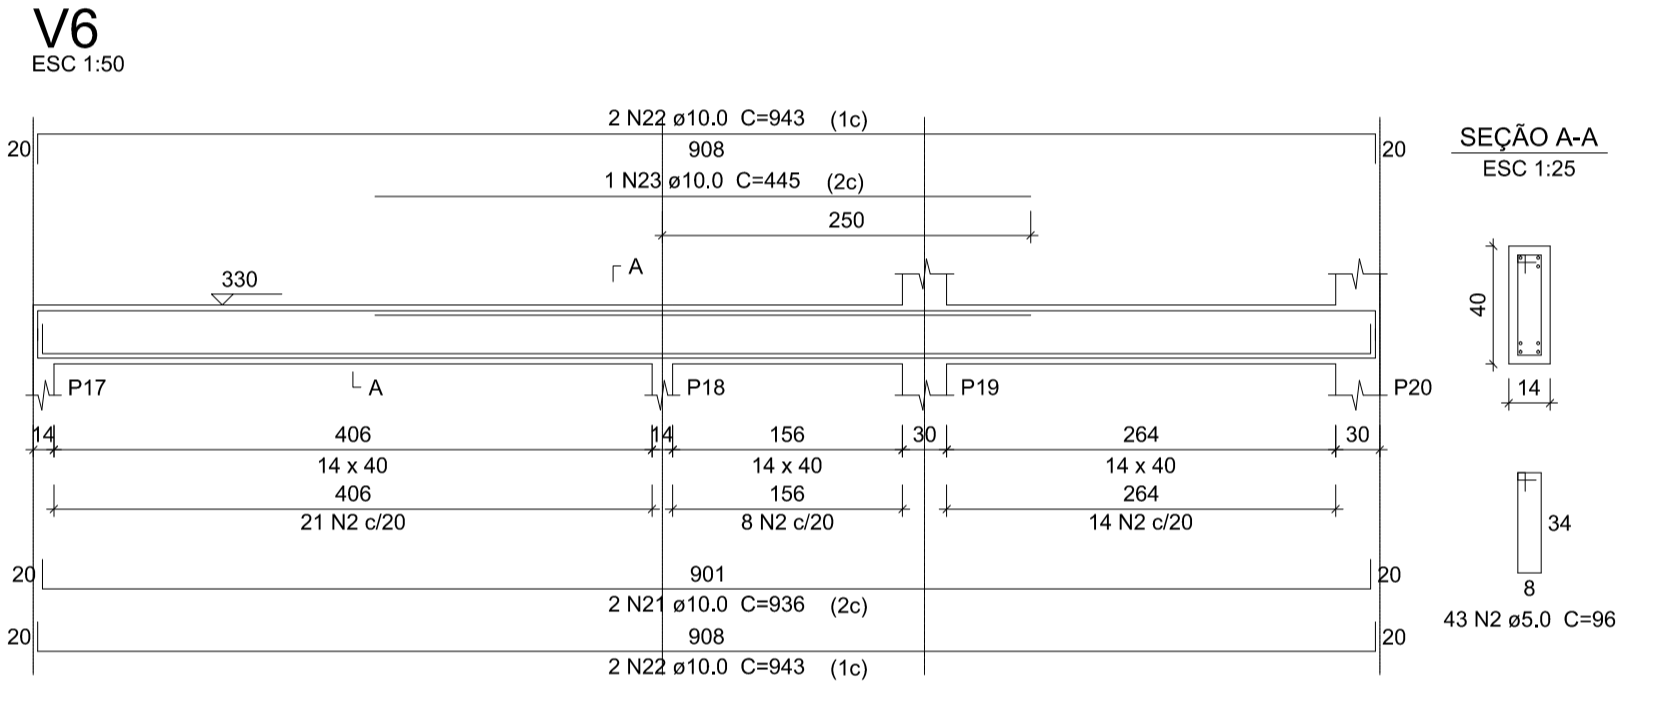 V6
ESC 1:50
2 N22 ø10.0 C=943 (1c)
20 908 20
1 N23 ø10.0 C=445 (2c)
250
A
330
P17 A P18 P19 P20
14 406 14 156 30 264 30
14 x 40 14 x 40 14 x 40
406 156 264
21 N2 c/20 8 N2 c/20 14 N2 c/20
20 901 20
2 N21 ø10.0 C=936 (2c)
20 908 20
2 N22 ø10.0 C=943 (1c)
SEÇÃO A-A
ESC 1:25
40
14
34
8
43 N2 ø5.0 C=96